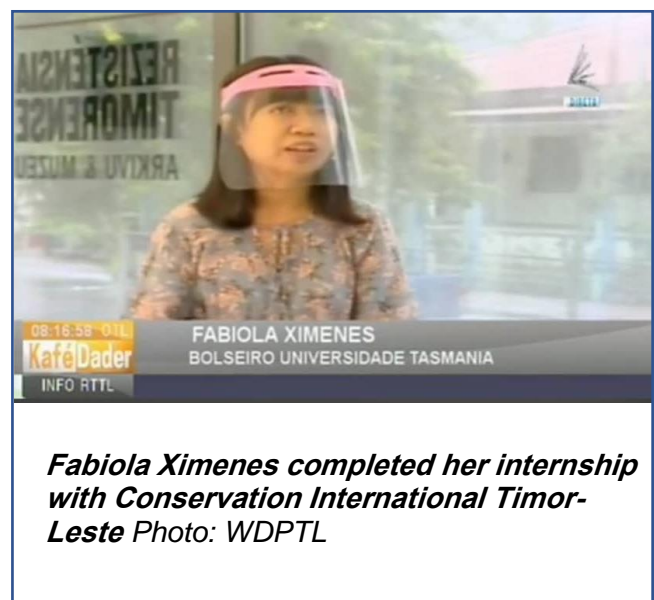 REZISTÉNSIA
TIMORENSE
ARKIVU & MUZEU
08:16:58 OTL
KaféDader
INFO RTTL
FABIOLA XIMENES
BOLSEIRO UNIVERSIDADE TASMANIA
Fabiola Ximenes completed her internship
with Conservation International Timor-
Leste Photo: WDPTL